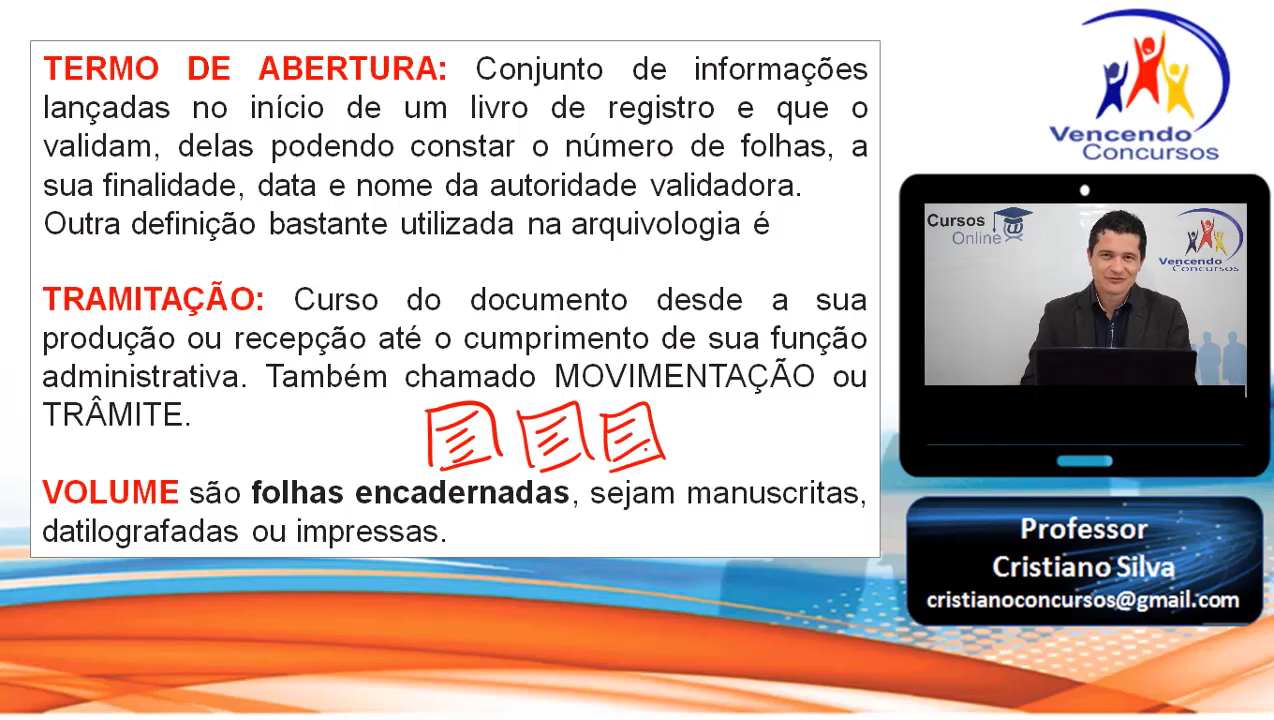 TERMO DE ABERTURA: Conjunto de informações
lançadas no início de um livro de registro e que o
validam, delas podendo constar o número de folhas, a
sua finalidade, data e nome da autoridade validadora.
Outra definição bastante utilizada na arquivologia é
TRAMITAÇÃO: Curso do documento desde a sua
produção ou recepção até o cumprimento de sua função
administrativa. Também chamado MOVIMENTAÇÃO ou
TRÂMITE.
VOLUME são folhas encadernadas, sejam manuscritas,
datilografadas ou impressas.
Vencendo
Concursos
Cursos
Online
Vencendo
Concursos
Professor
Cristiano Silva
cristianoconcursos@gmail.com